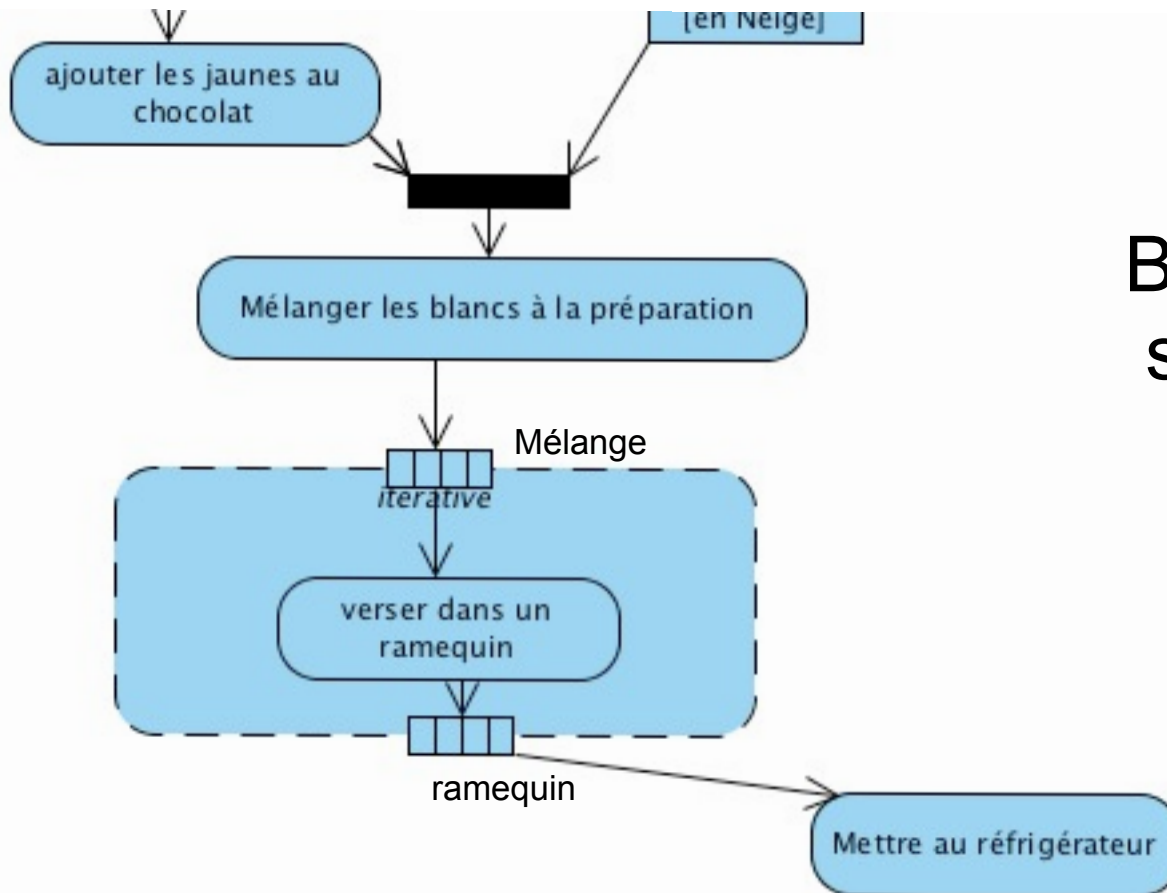 [en Neige]
ajouter les jaunes au
chocolat
B
s
Mélanger les blancs à la préparation
Mélange
iterative
verser dans un
ramequin
ramequin
Mettre au réfrigérateur